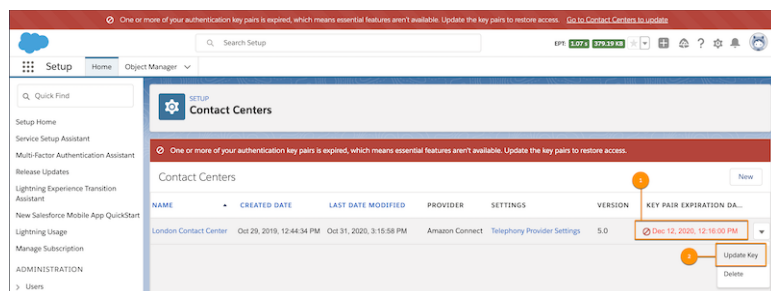 One or more of your authentication key pairs is expired, which means essential features aren't available. Update the key pairs to restore access. Go to Contact Centers to update
Search Setup
EPT: 1.07 s 379.19 KB
Setup Home Object Manager
Quick Find
Setup Home
Service Setup Assistant
Multi-Factor Authentication Assistant
Release Updates
Lightning Experience Transition
Assistant
New Salesforce Mobile App QuickStart
Lightning Usage
Manage Subscription
ADMINISTRATION
Users
SETUP
Contact Centers
One or more of your authentication key pairs is expired, which means essential features aren't available. Update the key pairs to restore access.
Contact Centers
New
1
NAME CREATED DATE LAST DATE MODIFIED PROVIDER SETTINGS VERSION KEY PAIR EXPIRATION DA...
London Contact Center Oct 29, 2019, 12:44:34 PM Oct 31, 2020, 3:15:58 PM Amazon Connect Telephony Provider Settings 5.0 Dec 12, 2020, 12:16:00 PM
2
Update Key
Delete